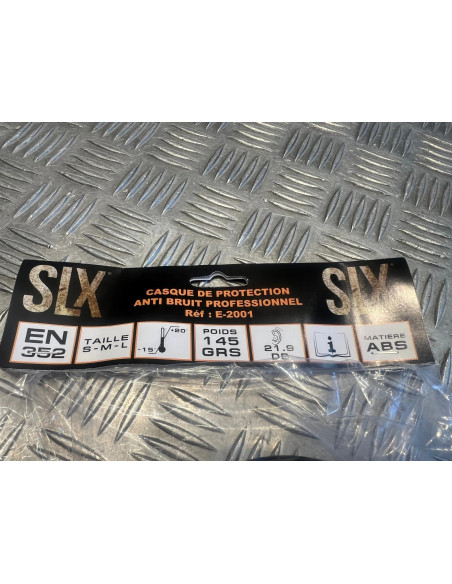 SLX
CASQUE DE PROTECTION
ANTI BRUIT PROFESSIONNEL
Réf : E-2001
SLX
EN
352
TAILLE
S-M-L
+20
-15
POIDS
145
GRS
21.9
DB
i
MATIERE
ABS